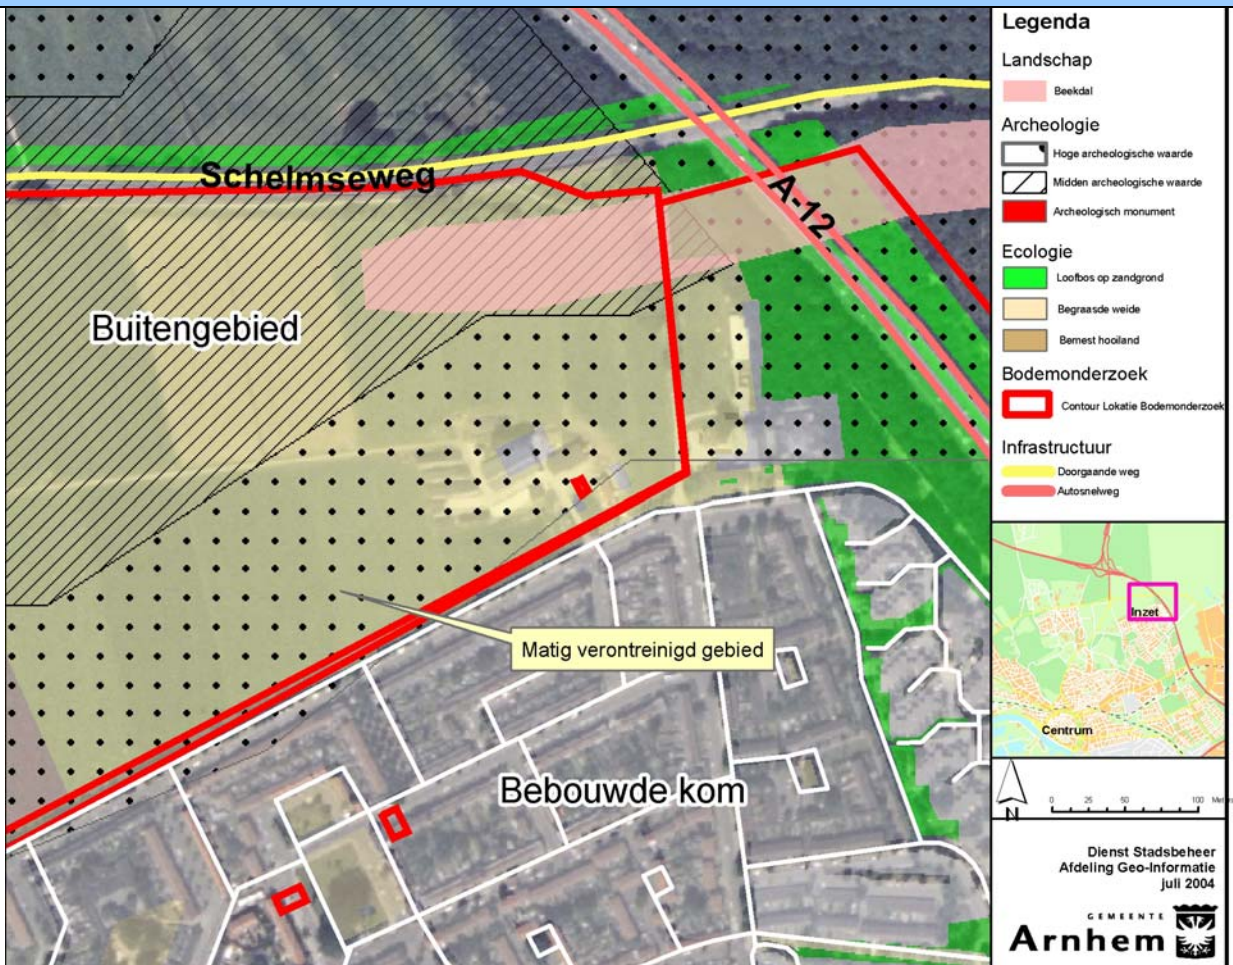 Schelmseweg
A-12
Buitengebied
Matig verontreinigd gebied
Bebouwde kom
Legenda
Landschap
Beekdal
Archeologie
Hoge archeologische waarde
Midden archeologische waarde
Archeologisch monument
Ecologie
Loofbos op zandgrond
Begraasde weide
Bemest hooiland
Bodemonderzoek
Contour Lokatie Bodemonderzoek
Infrastructuur
Doorgaande weg
Autosnelweg
Inzet
Centrum
N
0 25 50 100
Dienst Stadsbeheer
Afdeling Geo-Informatie
juli 2004
GEMEENTE
Arnhem